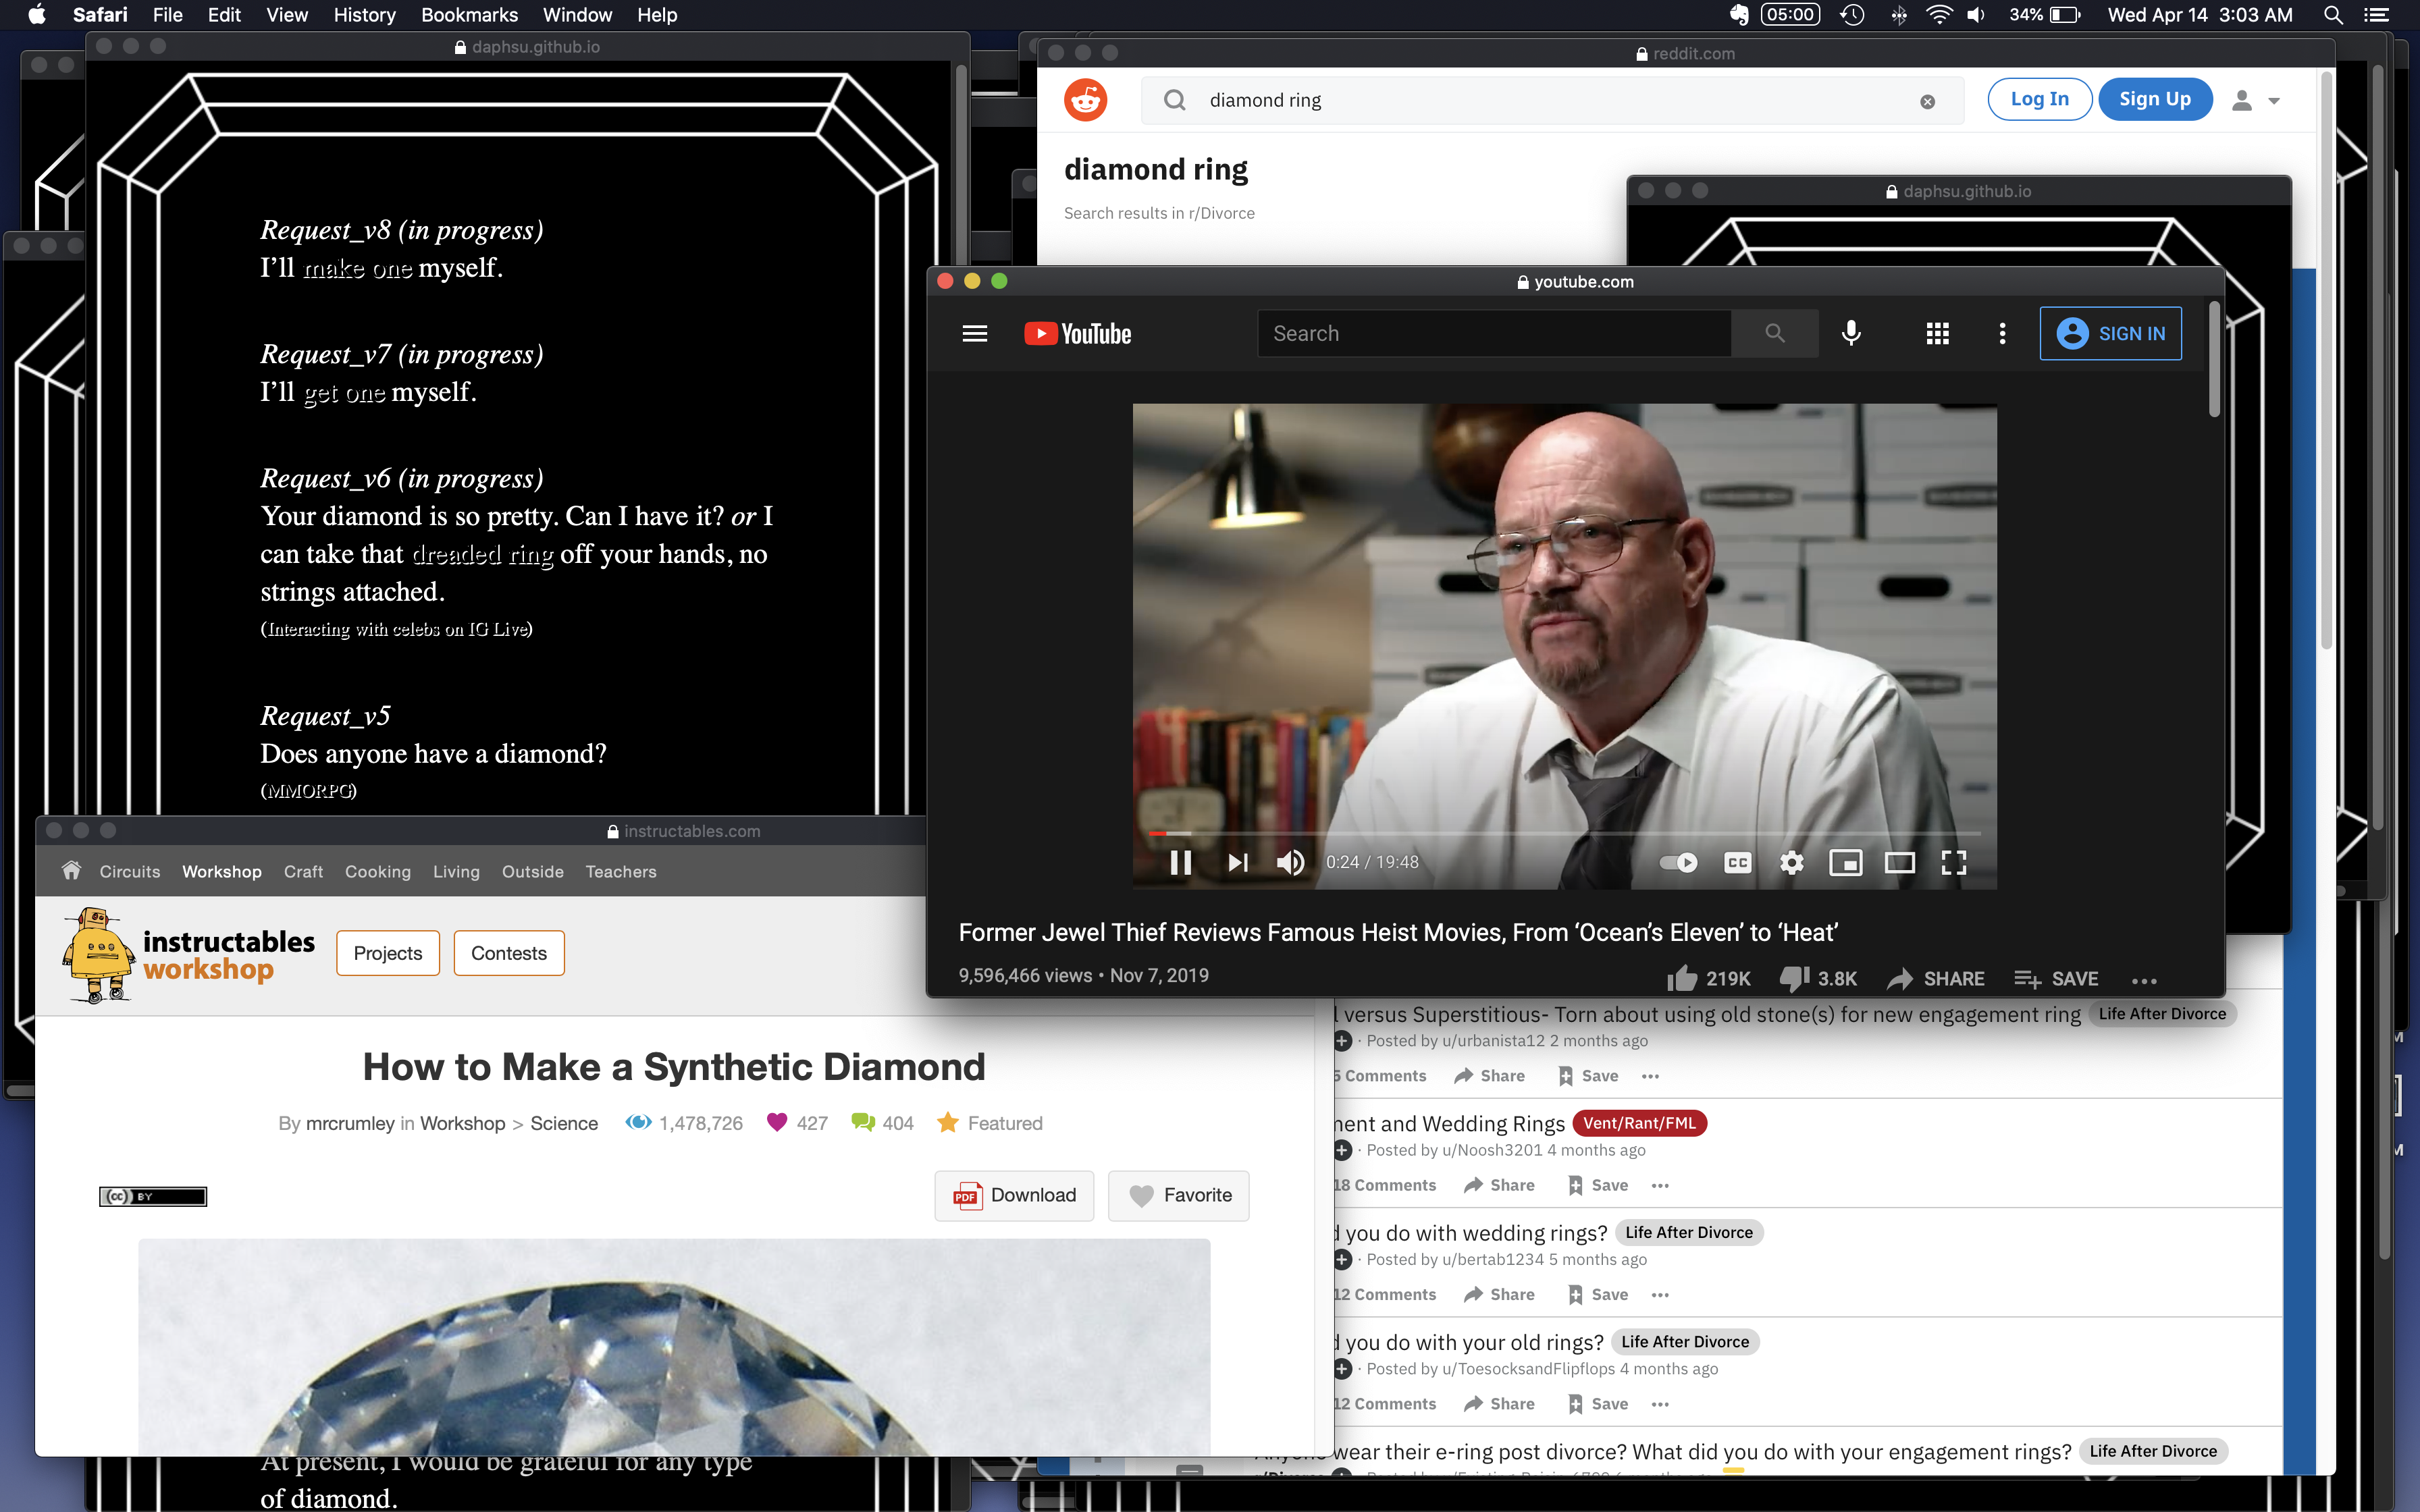 Safari File Edit View History Bookmarks Window Help
05:00 34% Wed Apr 14 3:03 AM
daphsu.github.io
Request_v8 (in progress)
I’ll make one myself.
Request_v7 (in progress)
I’ll get one myself.
Request_v6 (in progress)
Your diamond is so pretty. Can I have it? or I
can take that dreaded ring off your hands, no
strings attached.
(Interacting with celebs on IG Live)
Request_v5
Does anyone have a diamond?
(MMORPG)
At present, I would be grateful for any type
of diamond.
reddit.com
diamond ring
Log In Sign Up
diamond ring
Search results in r/Divorce
daphsu.github.io
youtube.com
YouTube
Search
SIGN IN
0:24 / 19:48
CC
Former Jewel Thief Reviews Famous Heist Movies, From ‘Ocean’s Eleven’ to ‘Heat’
9,596,466 views • Nov 7, 2019
219K 3.8K SHARE SAVE
instructables.com
Circuits Workshop Craft Cooking Living Outside Teachers
instructables
workshop
Projects Contests
How to Make a Synthetic Diamond
By mrcrumley in Workshop > Science 1,478,726 427 404 Featured
(cc) BY
PDF Download Favorite
l versus Superstitious- Torn about using old stone(s) for new engagement ring Life After Divorce
· Posted by u/urbanista12 2 months ago
5 Comments Share Save
ment and Wedding Rings Vent/Rant/FML
· Posted by u/Noosh3201 4 months ago
18 Comments Share Save
d you do with wedding rings? Life After Divorce
· Posted by u/bertab1234 5 months ago
12 Comments Share Save
d you do with your old rings? Life After Divorce
· Posted by u/ToesocksandFlipflops 4 months ago
12 Comments Share Save
Anyone wear their e-ring post divorce? What did you do with your engagement rings? Life After Divorce